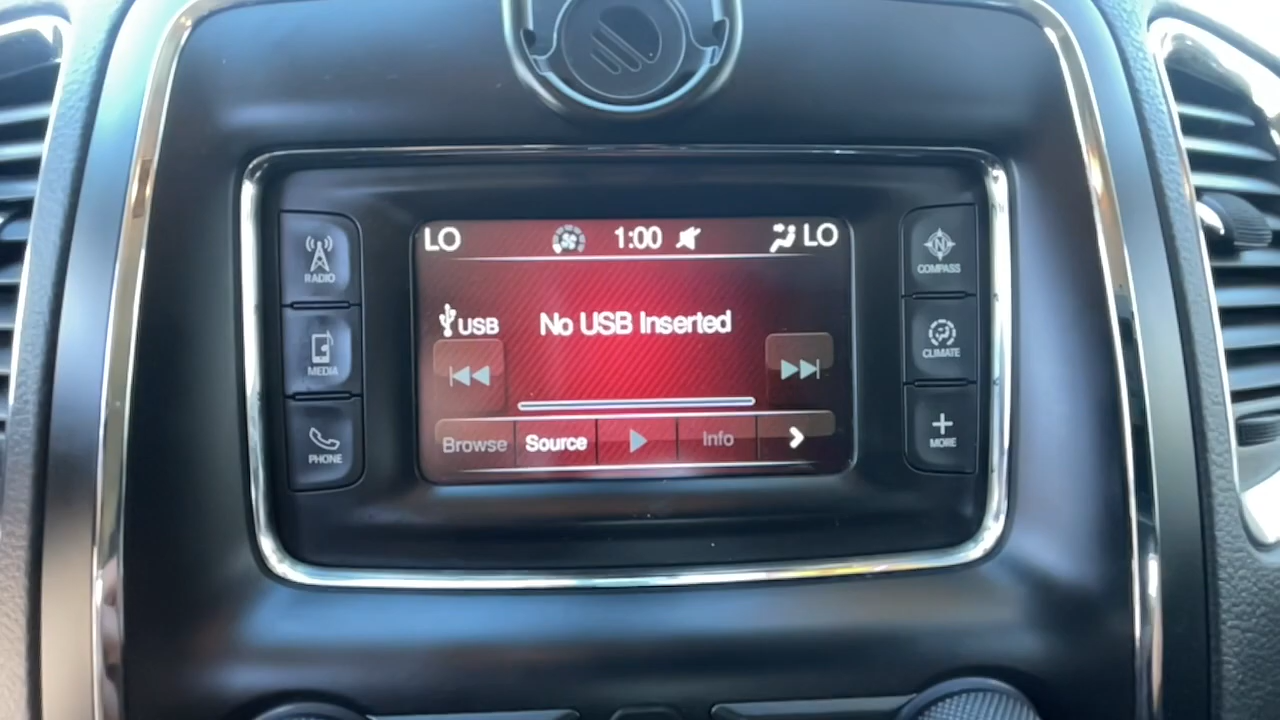 LO 1:00 LO
RADIO
N
COMPASS
USB
No USB Inserted
MEDIA
CLIMATE
Browse Source Info
PHONE
MORE